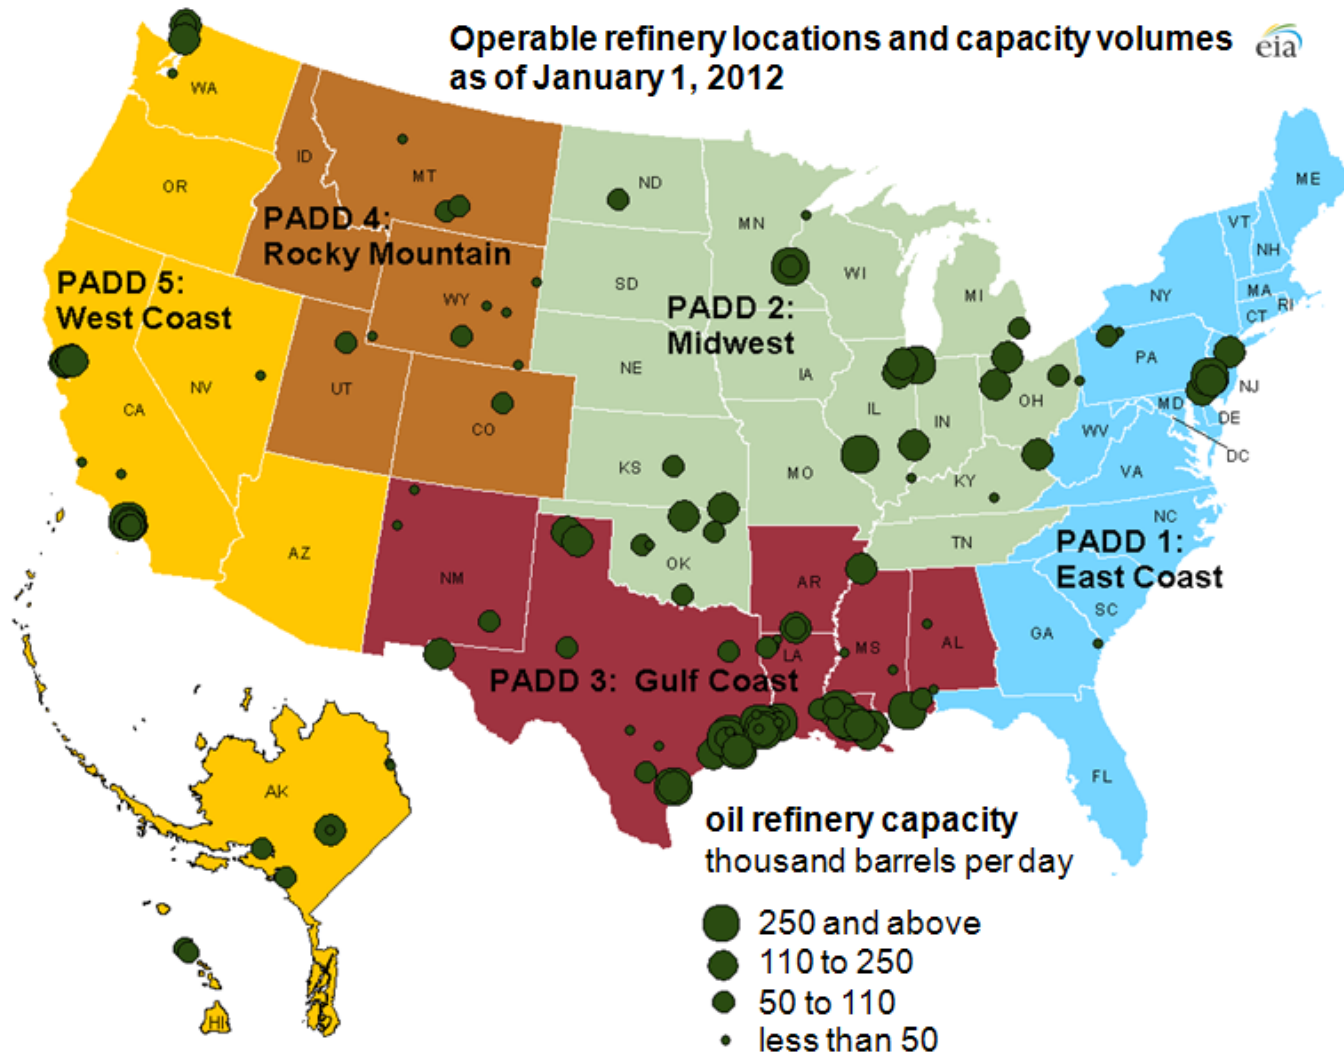 Operable refinery locations and capacity volumes
as of January 1, 2012
eia
WA
OR
ID
MT
ND
MN
WI
MI
ME
VT
NH
NY
MA
RI
CT
PADD 4:
Rocky Mountain
PADD 5:
West Coast
PADD 2:
Midwest
WY
SD
NE
IA
PA
NJ
NV
UT
CO
CA
IL
IN
OH
MD
DE
WV
DC
KS
MO
KY
VA
NC
AZ
NM
OK
AR
TN
PADD 1:
East Coast
SC
GA
LA
MS
AL
PADD 3: Gulf Coast
FL
AK
HI
oil refinery capacity
thousand barrels per day
250 and above
110 to 250
50 to 110
less than 50